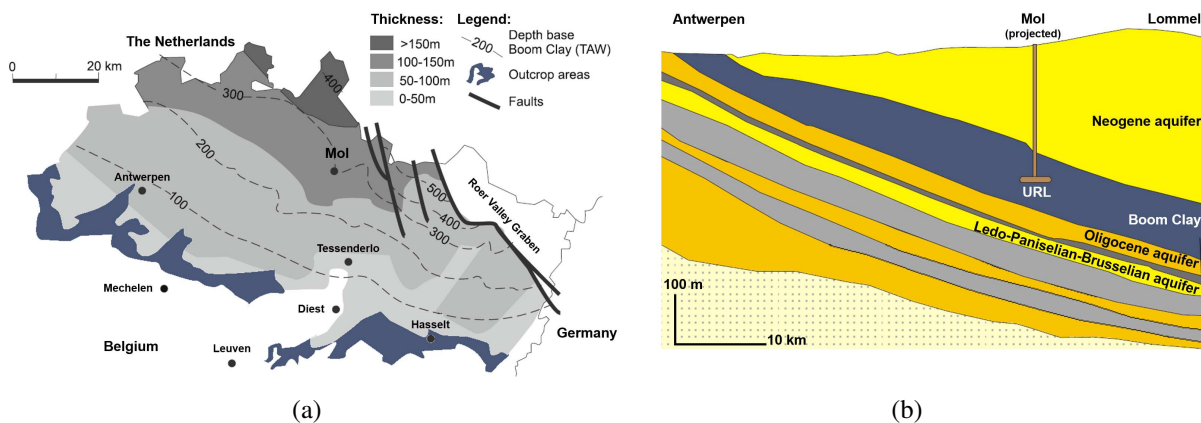 The Netherlands
0 20 km
Thickness:
>150m
100-150m
50-100m
0-50m
Legend:
200
Depth base
Boom Clay (TAW)
Outcrop areas
Faults
300
400
200
100
Mol
Antwerpen
500
400
300
Roer Valley Graben
Tessenderlo
Mechelen
Diest
Hasselt
Germany
Belgium
Leuven
(a)
Antwerpen
Mol
(projected)
Lommel
Neogene aquifer
URL
Boom Clay
Oligocene aquifer
Ledo-Paniselian-Brusselian aquifer
100 m
10 km
(b)